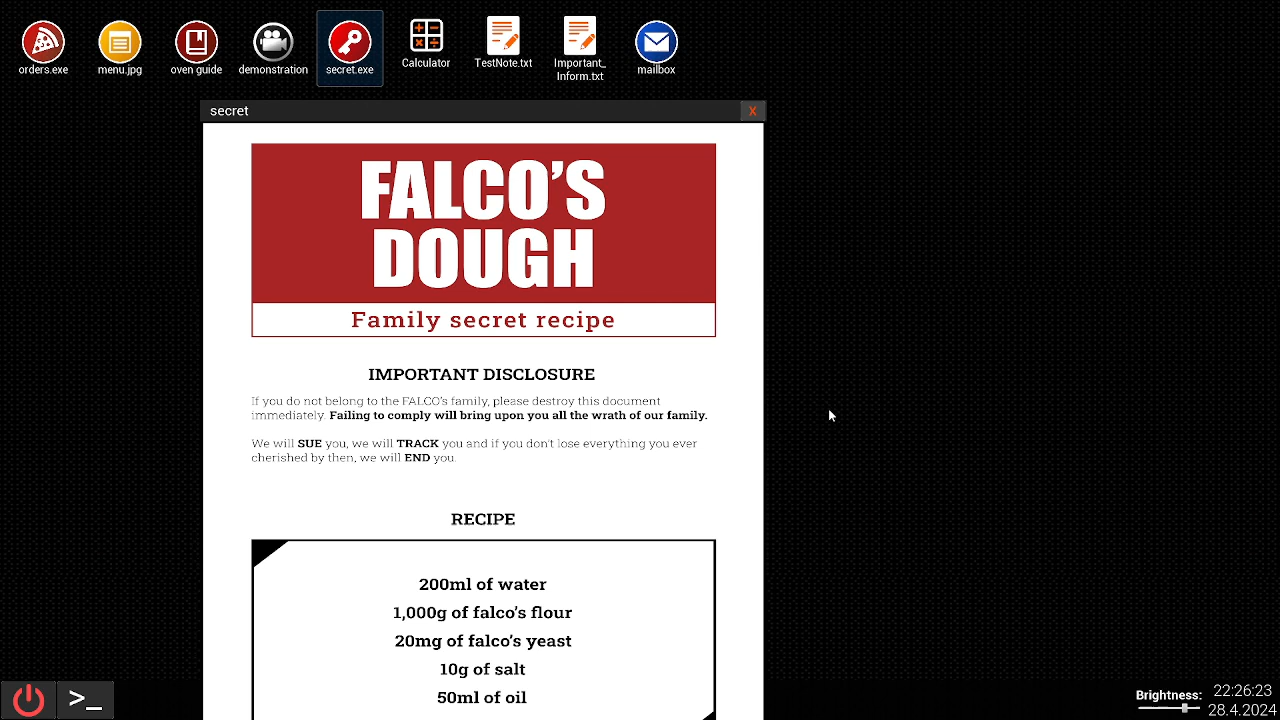 orders.exe
menu.jpg
oven guide
demonstration
secret.exe
Calculator
TestNote.txt
Important_
Inform.txt
mailbox
secret
X
FALCO'S
DOUGH
Family secret recipe
IMPORTANT DISCLOSURE
If you do not belong to the FALCO's family, please destroy this document
immediately. Failing to comply will bring upon you all the wrath of our family.
We will SUE you, we will TRACK you and if you don't lose everything you ever
cherished by then, we will END you.
RECIPE
200ml of water
1,000g of falco's flour
20mg of falco's yeast
10g of salt
50ml of oil
>_
Brightness:
22:26:23
28.4.2024